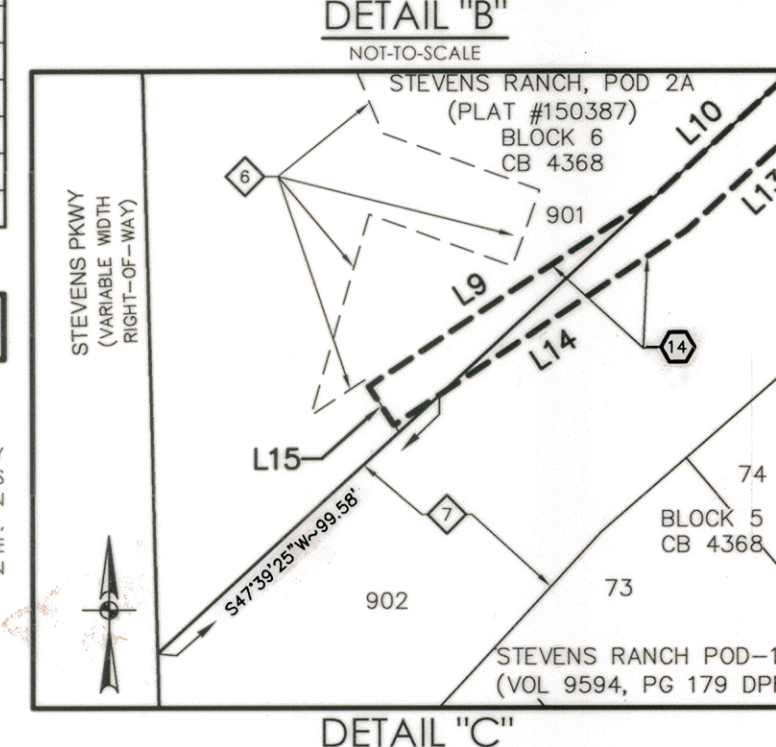 DETAIL "B"
NOT-TO-SCALE
STEVENS RANCH, POD 2A
(PLAT #150387)
BLOCK 6
CB 4368
L10
L13
6
901
STEVENS PKWY
(VARIABLE WIDTH
RIGHT-OF-WAY)
L9
14
L14
L15
74
BLOCK 5
CB 4368
7
S47°39'25"W~99.58'
73
902
STEVENS RANCH POD-1
(VOL 9594, PG 179 DPR
DETAIL "C"